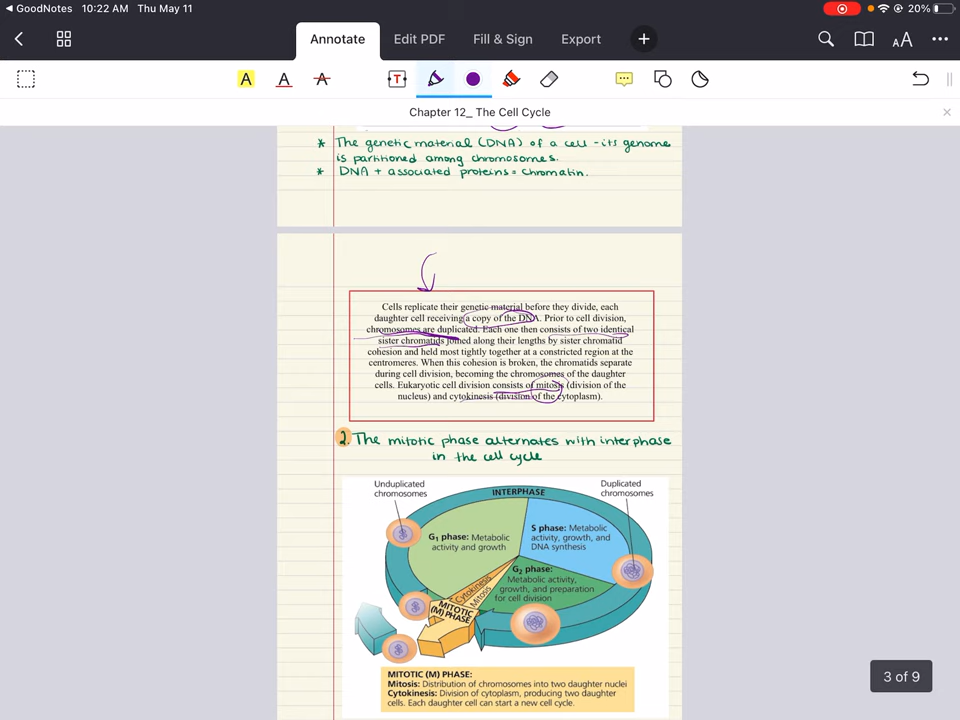 GoodNotes 10:22 AM Thu May 11 20%
Annotate Edit PDF Fill & Sign Export
A A A T AA
Chapter 12_ The Cell Cycle
* The genetic material (DNA) of a cell - its genome
is partitioned among chromosomes.
* DNA + associated proteins = chromatin.
Cells replicate their genetic material before they divide, each
daughter cell receiving a copy of the DNA. Prior to cell division,
chromosomes are duplicated. Each one then consists of two identical
sister chromatids joined along their lengths by sister chromatid
cohesion and held most tightly together at a constricted region at the
centromeres. When this cohesion is broken, the chromatids separate
during cell division, becoming the chromosomes of the daughter
cells. Eukaryotic cell division consists of mitosis (division of the
nucleus) and cytokinesis (division of the cytoplasm).
2. The mitotic phase alternates with interphase
in the cell cycle
Unduplicated
chromosomes
INTERPHASE
Duplicated
chromosomes
G1 phase: Metabolic
activity and growth
S phase: Metabolic
activity, growth, and
DNA synthesis
G2 phase:
Metabolic activity,
growth, and preparation
for cell division
Cytokinesis
Mitosis
MITOTIC
(M) PHASE
MITOTIC (M) PHASE:
Mitosis: Distribution of chromosomes into two daughter nuclei
Cytokinesis: Division of cytoplasm, producing two daughter
cells. Each daughter cell can start a new cell cycle.
3 of 9